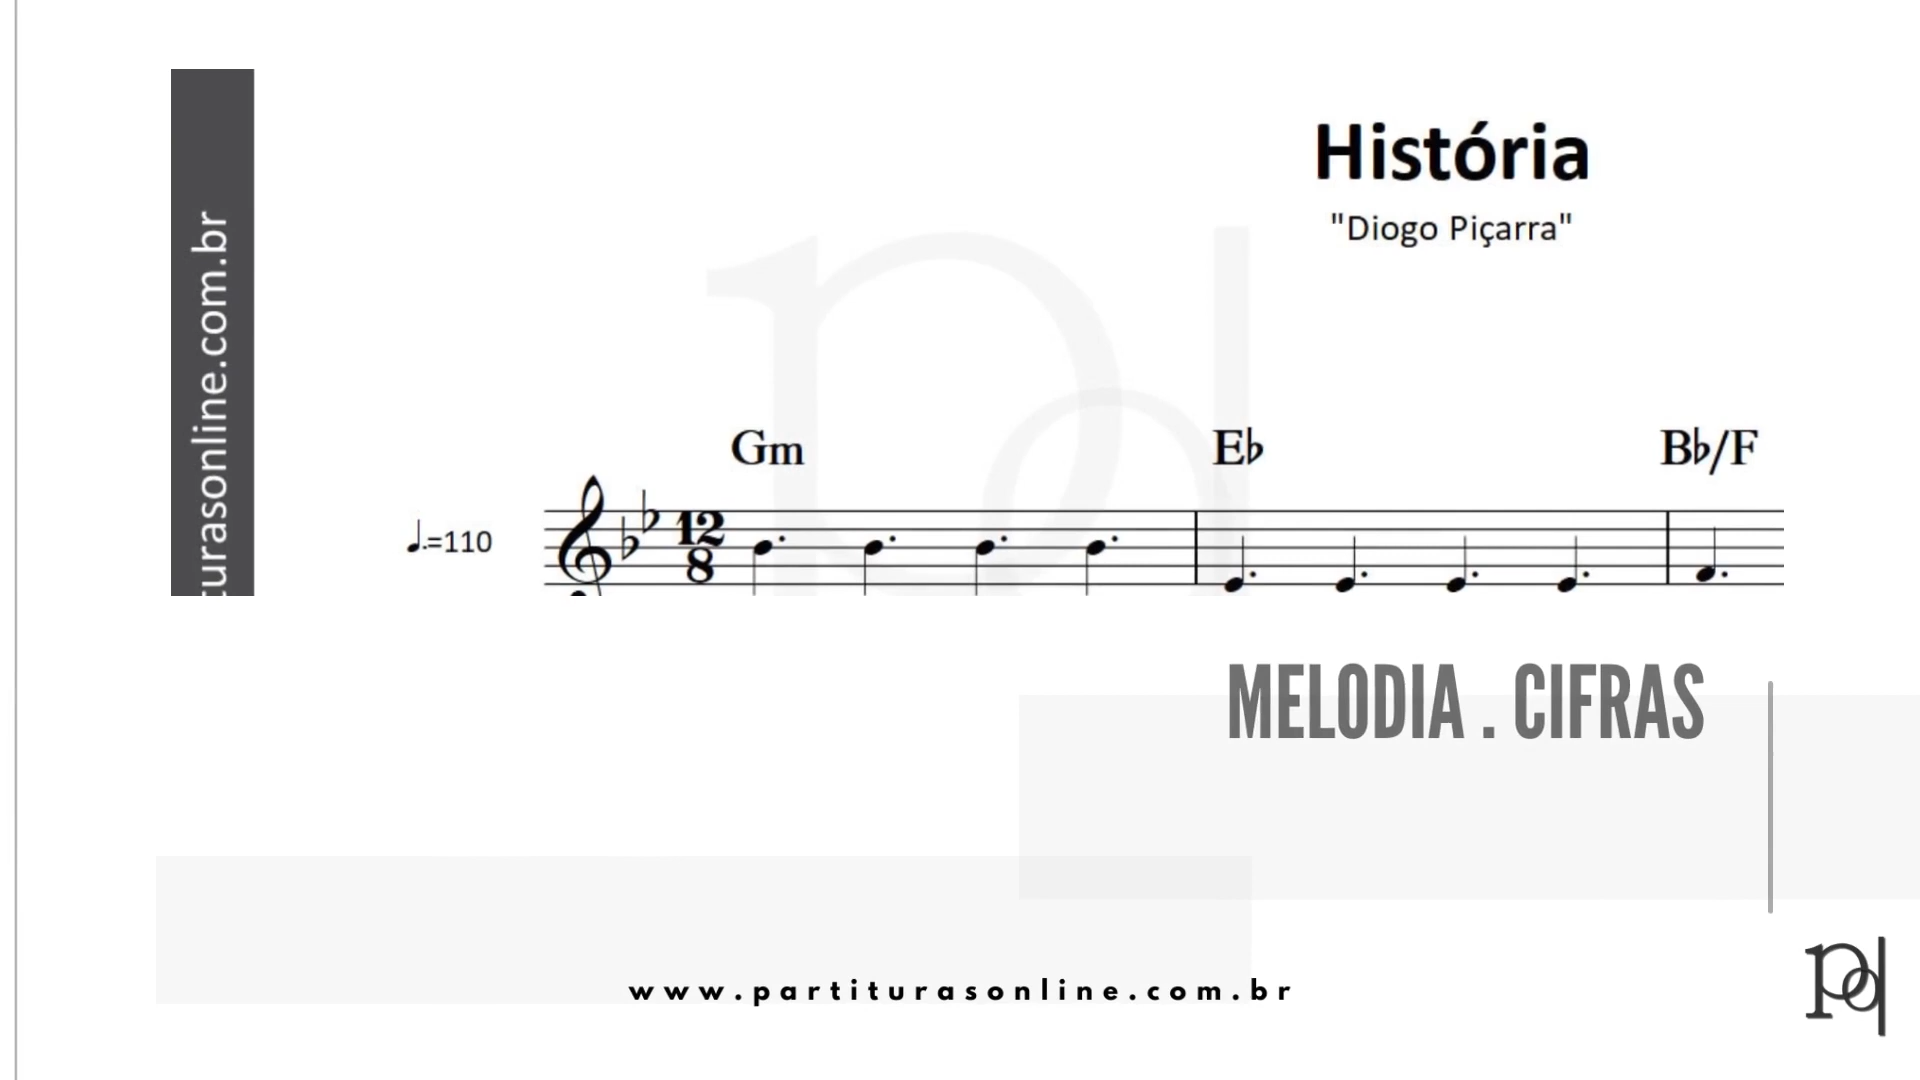 História
"Diogo Piçarra"
turasonline.com.br
Gm E♭ B♭/F
♩.=110
12
8
MELODIA . CIFRAS
www.partiturasonline.com.br